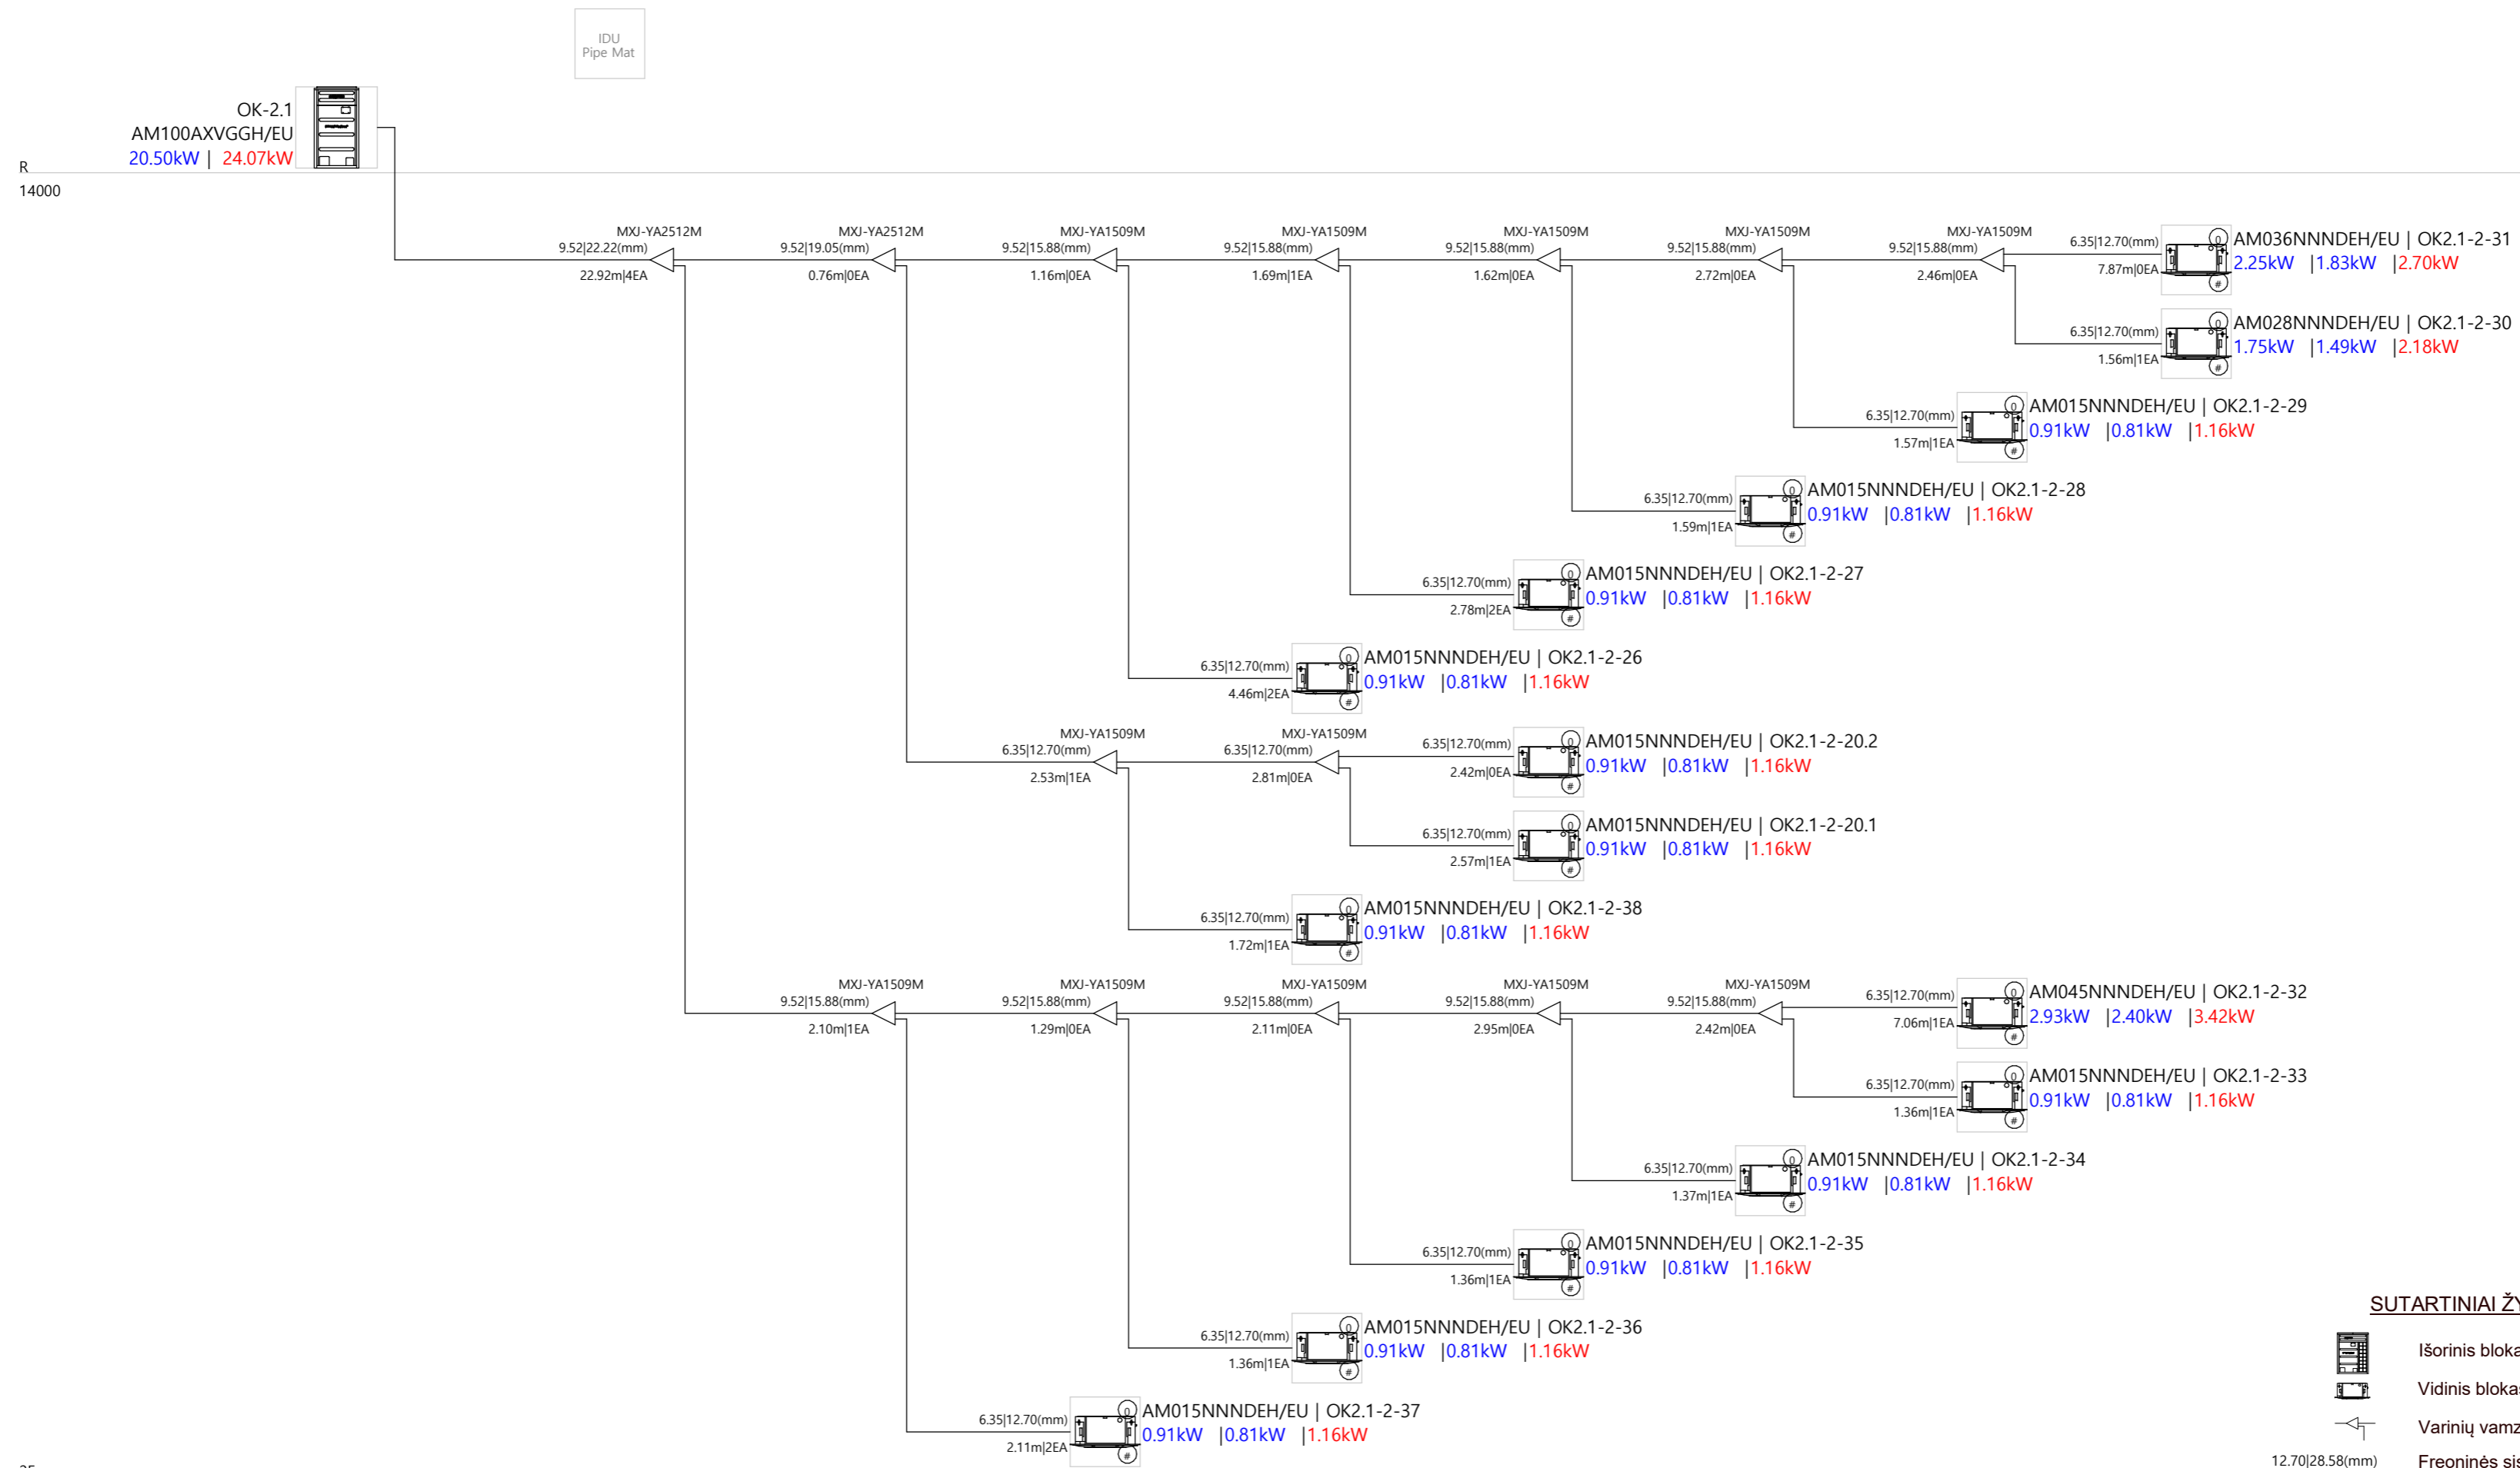 IDU
Pipe Mat
OK-2.1
AM100AXVGGH/EU
20.50kW | 24.07kW
R
14000
MXJ-YA2512M
9.52|22.22(mm)
22.92m|4EA
MXJ-YA2512M
9.52|19.05(mm)
0.76m|0EA
MXJ-YA1509M
9.52|15.88(mm)
1.16m|0EA
MXJ-YA1509M
9.52|15.88(mm)
1.69m|1EA
MXJ-YA1509M
9.52|15.88(mm)
1.62m|0EA
MXJ-YA1509M
9.52|15.88(mm)
2.72m|0EA
MXJ-YA1509M
9.52|15.88(mm)
2.46m|0EA
6.35|12.70(mm)
7.87m|0EA
AM036NNNDEH/EU | OK2.1-2-31
2.25kW |1.83kW |2.70kW
6.35|12.70(mm)
1.56m|1EA
AM028NNNDEH/EU | OK2.1-2-30
1.75kW |1.49kW |2.18kW
6.35|12.70(mm)
1.57m|1EA
AM015NNNDEH/EU | OK2.1-2-29
0.91kW |0.81kW |1.16kW
6.35|12.70(mm)
1.59m|1EA
AM015NNNDEH/EU | OK2.1-2-28
0.91kW |0.81kW |1.16kW
6.35|12.70(mm)
2.78m|2EA
AM015NNNDEH/EU | OK2.1-2-27
0.91kW |0.81kW |1.16kW
6.35|12.70(mm)
4.46m|2EA
AM015NNNDEH/EU | OK2.1-2-26
0.91kW |0.81kW |1.16kW
MXJ-YA1509M
6.35|12.70(mm)
2.53m|1EA
MXJ-YA1509M
6.35|12.70(mm)
2.81m|0EA
6.35|12.70(mm)
2.42m|0EA
AM015NNNDEH/EU | OK2.1-2-20.2
0.91kW |0.81kW |1.16kW
6.35|12.70(mm)
2.57m|1EA
AM015NNNDEH/EU | OK2.1-2-20.1
0.91kW |0.81kW |1.16kW
6.35|12.70(mm)
1.72m|1EA
AM015NNNDEH/EU | OK2.1-2-38
0.91kW |0.81kW |1.16kW
MXJ-YA1509M
9.52|15.88(mm)
2.10m|1EA
MXJ-YA1509M
9.52|15.88(mm)
1.29m|0EA
MXJ-YA1509M
9.52|15.88(mm)
2.11m|0EA
MXJ-YA1509M
9.52|15.88(mm)
2.95m|0EA
MXJ-YA1509M
9.52|15.88(mm)
2.42m|0EA
6.35|12.70(mm)
7.06m|1EA
AM045NNNDEH/EU | OK2.1-2-32
2.93kW |2.40kW |3.42kW
6.35|12.70(mm)
1.36m|1EA
AM015NNNDEH/EU | OK2.1-2-33
0.91kW |0.81kW |1.16kW
6.35|12.70(mm)
1.37m|1EA
AM015NNNDEH/EU | OK2.1-2-34
0.91kW |0.81kW |1.16kW
6.35|12.70(mm)
1.36m|1EA
AM015NNNDEH/EU | OK2.1-2-35
0.91kW |0.81kW |1.16kW
6.35|12.70(mm)
1.36m|1EA
AM015NNNDEH/EU | OK2.1-2-36
0.91kW |0.81kW |1.16kW
6.35|12.70(mm)
2.11m|2EA
AM015NNNDEH/EU | OK2.1-2-37
0.91kW |0.81kW |1.16kW
SUTARTINIAI ŽY
Išorinis bloka
Vidinis bloka
Varinių vamz
12.70|28.58(mm) Freoninės sis